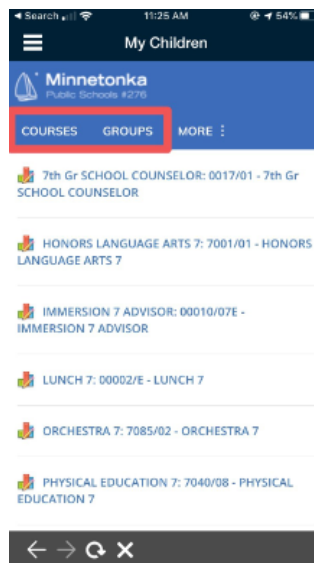 Search 11:25 AM 54%
My Children
Minnetonka
Public Schools #276
COURSES GROUPS MORE
7th Gr SCHOOL COUNSELOR: 0017/01 - 7th Gr
SCHOOL COUNSELOR
HONORS LANGUAGE ARTS 7: 7001/01 - HONORS
LANGUAGE ARTS 7
IMMERSION 7 ADVISOR: 00010/07E -
IMMERSION 7 ADVISOR
LUNCH 7: 00002/E - LUNCH 7
ORCHESTRA 7: 7085/02 - ORCHESTRA 7
PHYSICAL EDUCATION 7: 7040/08 - PHYSICAL
EDUCATION 7